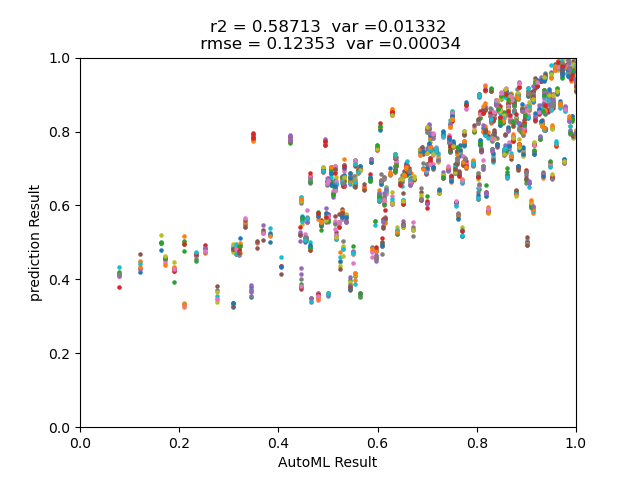 r2 = 0.58713  var =0.01332
rmse = 0.12353  var =0.00034
1.0
0.8
0.6
0.4
0.2
0.0
prediction Result
0.0 0.2 0.4 0.6 0.8 1.0
AutoML Result